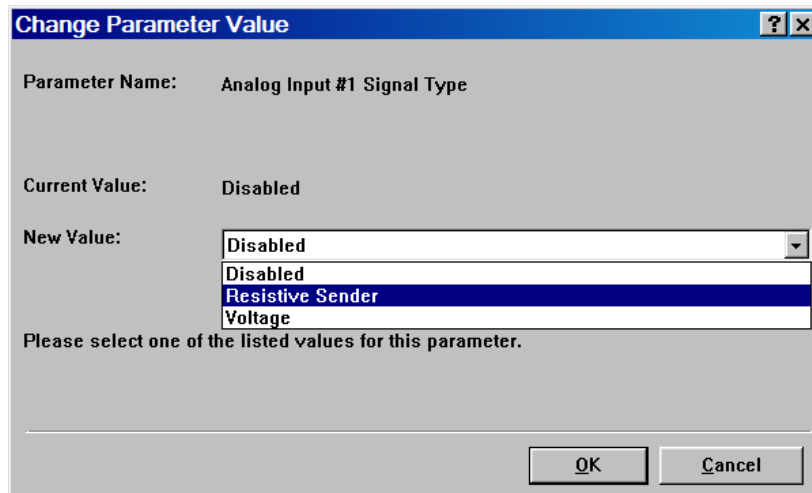 Change Parameter Value
Parameter Name: Analog Input #1 Signal Type
Current Value: Disabled
New Value: Disabled
Disabled
Resistive Sender
Voltage
Please select one of the listed values for this parameter.
OK Cancel